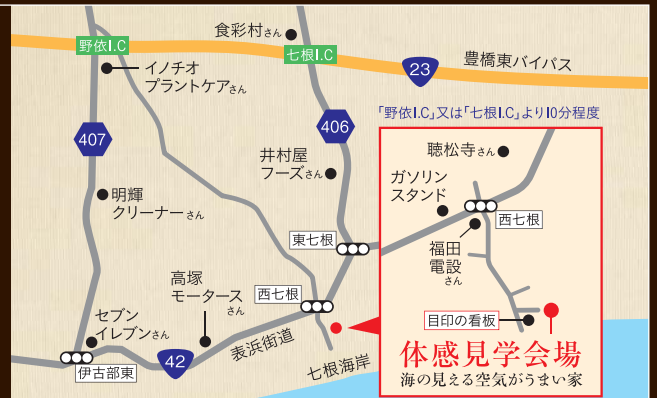 食彩村さん
野依I.C
七根I.C
イノチオ
プラントケアさん
23
豊橋東バイパス
「野依I.C」又は「七根I.C」より10分程度
407
406
井村屋
フーズさん
明輝
クリーナーさん
東七根
高塚
モータース
さん
西七根
セブン
イレブンさん
伊古部東
42
表浜街道
七根海岸
聴松寺さん
ガソリン
スタンド
西七根
福田
電設
さん
目印の看板
体感見学会場
海の見える空気がうまい家